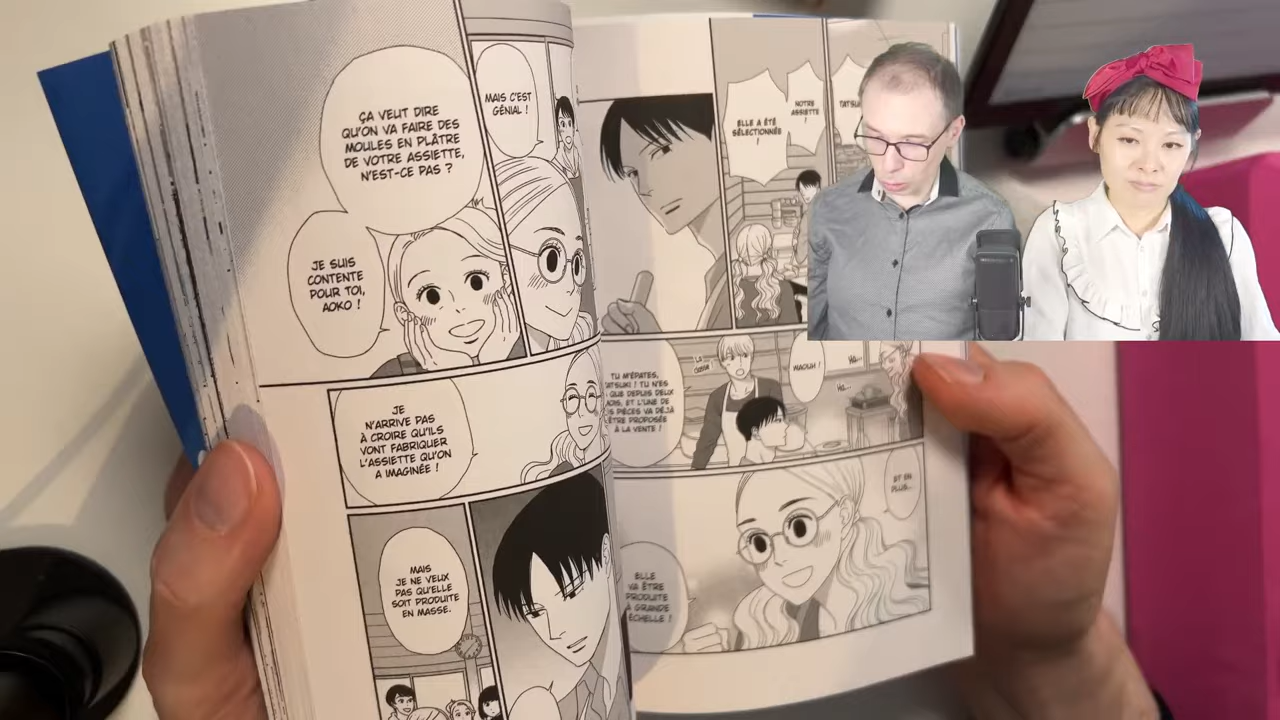 ÇA VEUT DIRE
QU'ON VA FAIRE DES
MOULES EN PLÂTRE
DE VOTRE ASSIETTE,
N'EST-CE PAS ?
JE SUIS
CONTENTE
POUR TOI,
AOKO !
MAIS C'EST
GÉNIAL !
JE
N'ARRIVE PAS
À CROIRE QU'ILS
VONT FABRIQUER
L'ASSIETTE QU'ON
A IMAGINÉE !
MAIS
JE NE VEUX
PAS QU'ELLE
SOIT PRODUITE
EN MASSE.
ELLE A ÉTÉ
SÉLECTIONNÉE
!
NOTRE
ASSIETTE
!
TU M'ÉPATES,
TATSUKI ! TU N'ES
QUE DEPUIS DEUX
MOIS, ET L'UNE DE
PIÈCES VA DÉJÀ
ÊTRE PROPOSÉE
À LA VENTE !
WAOUH !
HA...
HA...
ET EN
PLUS...
ELLE
VA ÊTRE
PRODUITE
À GRANDE
ÉCHELLE !